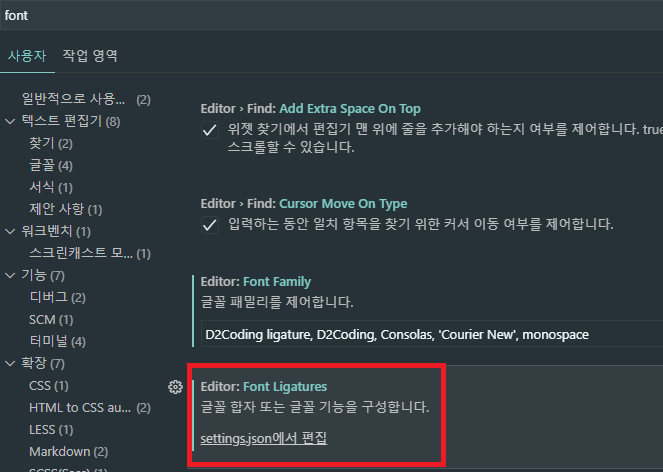 font
사용자 작업 영역
일반적으로 사용... (2)
텍스트 편집기 (8)
찾기 (2)
글꼴 (4)
서식 (1)
제안 사항 (1)
워크벤치 (1)
스크린캐스트 모... (1)
기능 (7)
디버그 (2)
SCM (1)
터미널 (4)
확장 (7)
CSS (1)
HTML to CSS au... (2)
LESS (1)
Markdown (2)
Editor › Find: Add Extra Space On Top
위젯 찾기에서 편집기 맨 위에 줄을 추가해야 하는지 여부를 제어합니다. true
스크롤할 수 있습니다.
Editor › Find: Cursor Move On Type
입력하는 동안 일치 항목을 찾기 위한 커서 이동 여부를 제어합니다.
Editor: Font Family
글꼴 패밀리를 제어합니다.
D2Coding ligature, D2Coding, Consolas, 'Courier New', monospace
Editor: Font Ligatures
글꼴 합자 또는 글꼴 기능을 구성합니다.
settings.json에서 편집